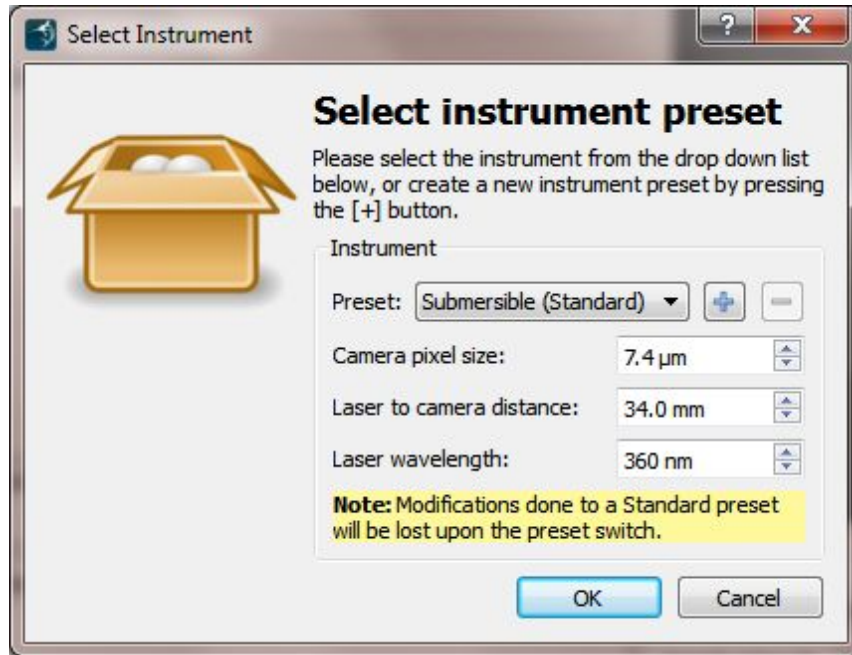 Select Instrument
Select instrument preset
Please select the instrument from the drop down list
below, or create a new instrument preset by pressing
the [+] button.
Instrument
Preset: Submersible (Standard)
Camera pixel size: 7.4 µm
Laser to camera distance: 34.0 mm
Laser wavelength: 360 nm
Note: Modifications done to a Standard preset
will be lost upon the preset switch.
OK Cancel